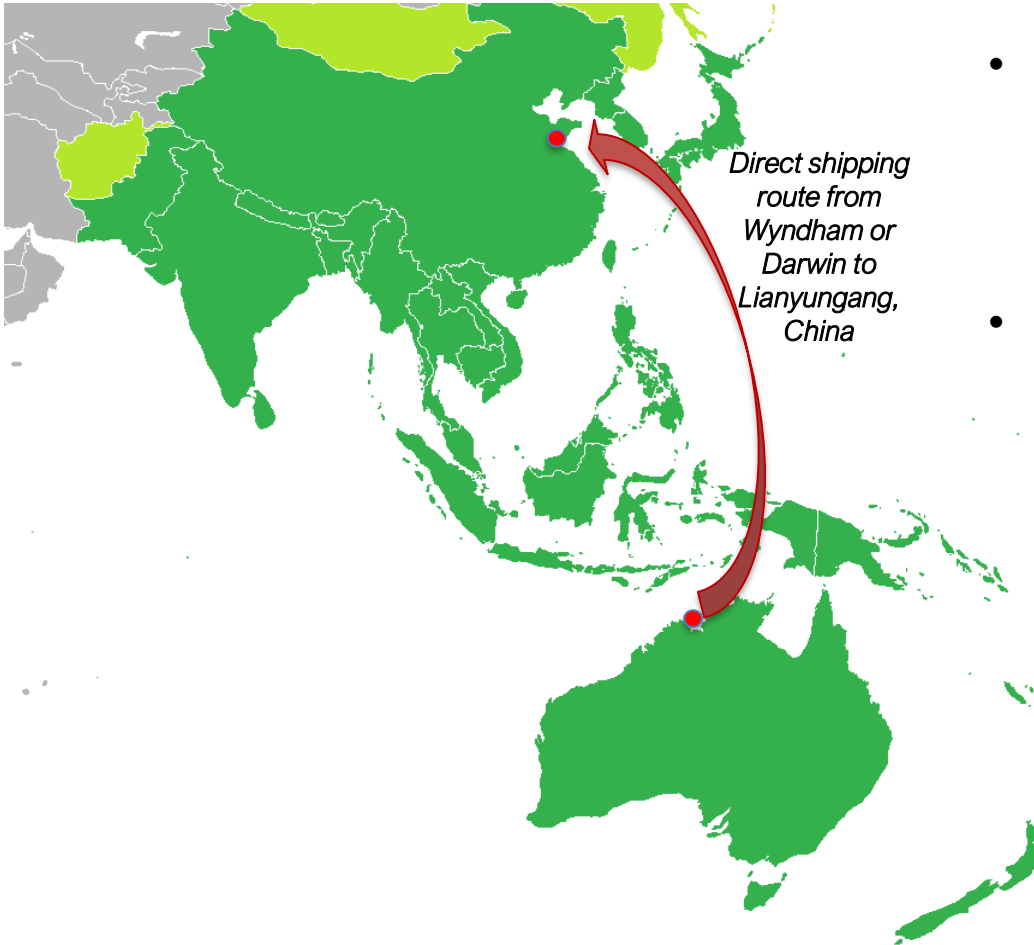 Direct shipping
route from
Wyndham or
Darwin to
Lianyungang,
China